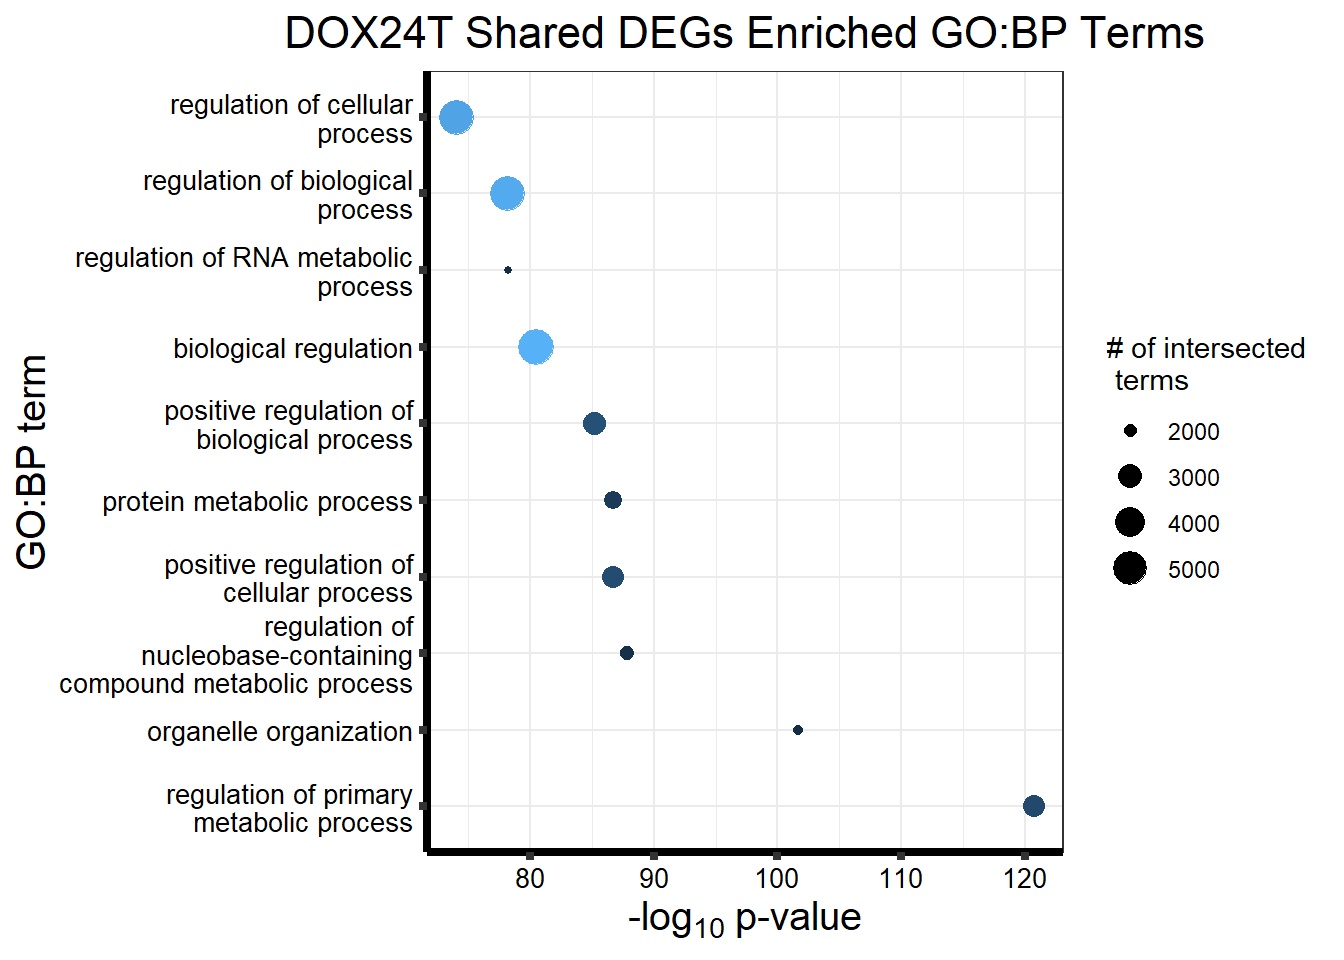 DOX24T Shared DEGs Enriched GO:BP Terms
regulation of cellular
process
regulation of biological
process
regulation of RNA metabolic
process
biological regulation
positive regulation of
biological process
protein metabolic process
positive regulation of
cellular process
regulation of
nucleobase-containing
compound metabolic process
organelle organization
regulation of primary
metabolic process
GO:BP term
80 90 100 110 120
-log10 p-value
# of intersected
terms
2000
3000
4000
5000